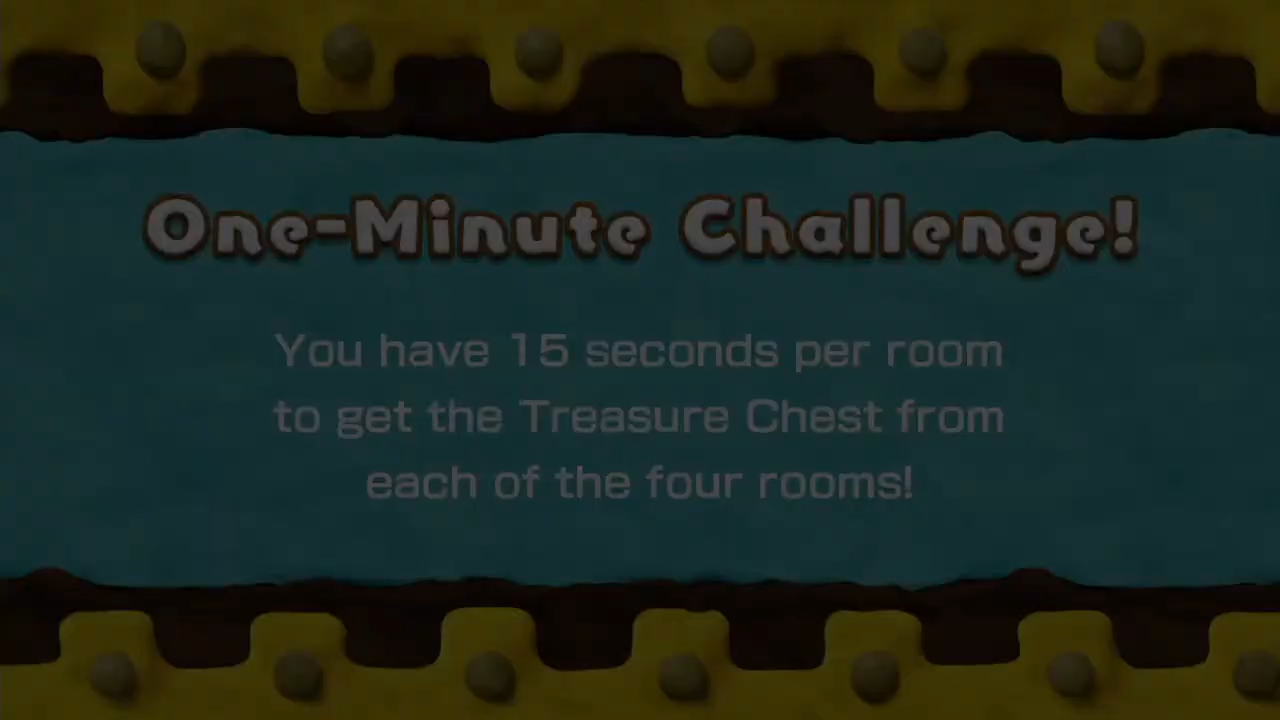 One-Minute Challenge!
You have 15 seconds per room
to get the Treasure Chest from
each of the four rooms!